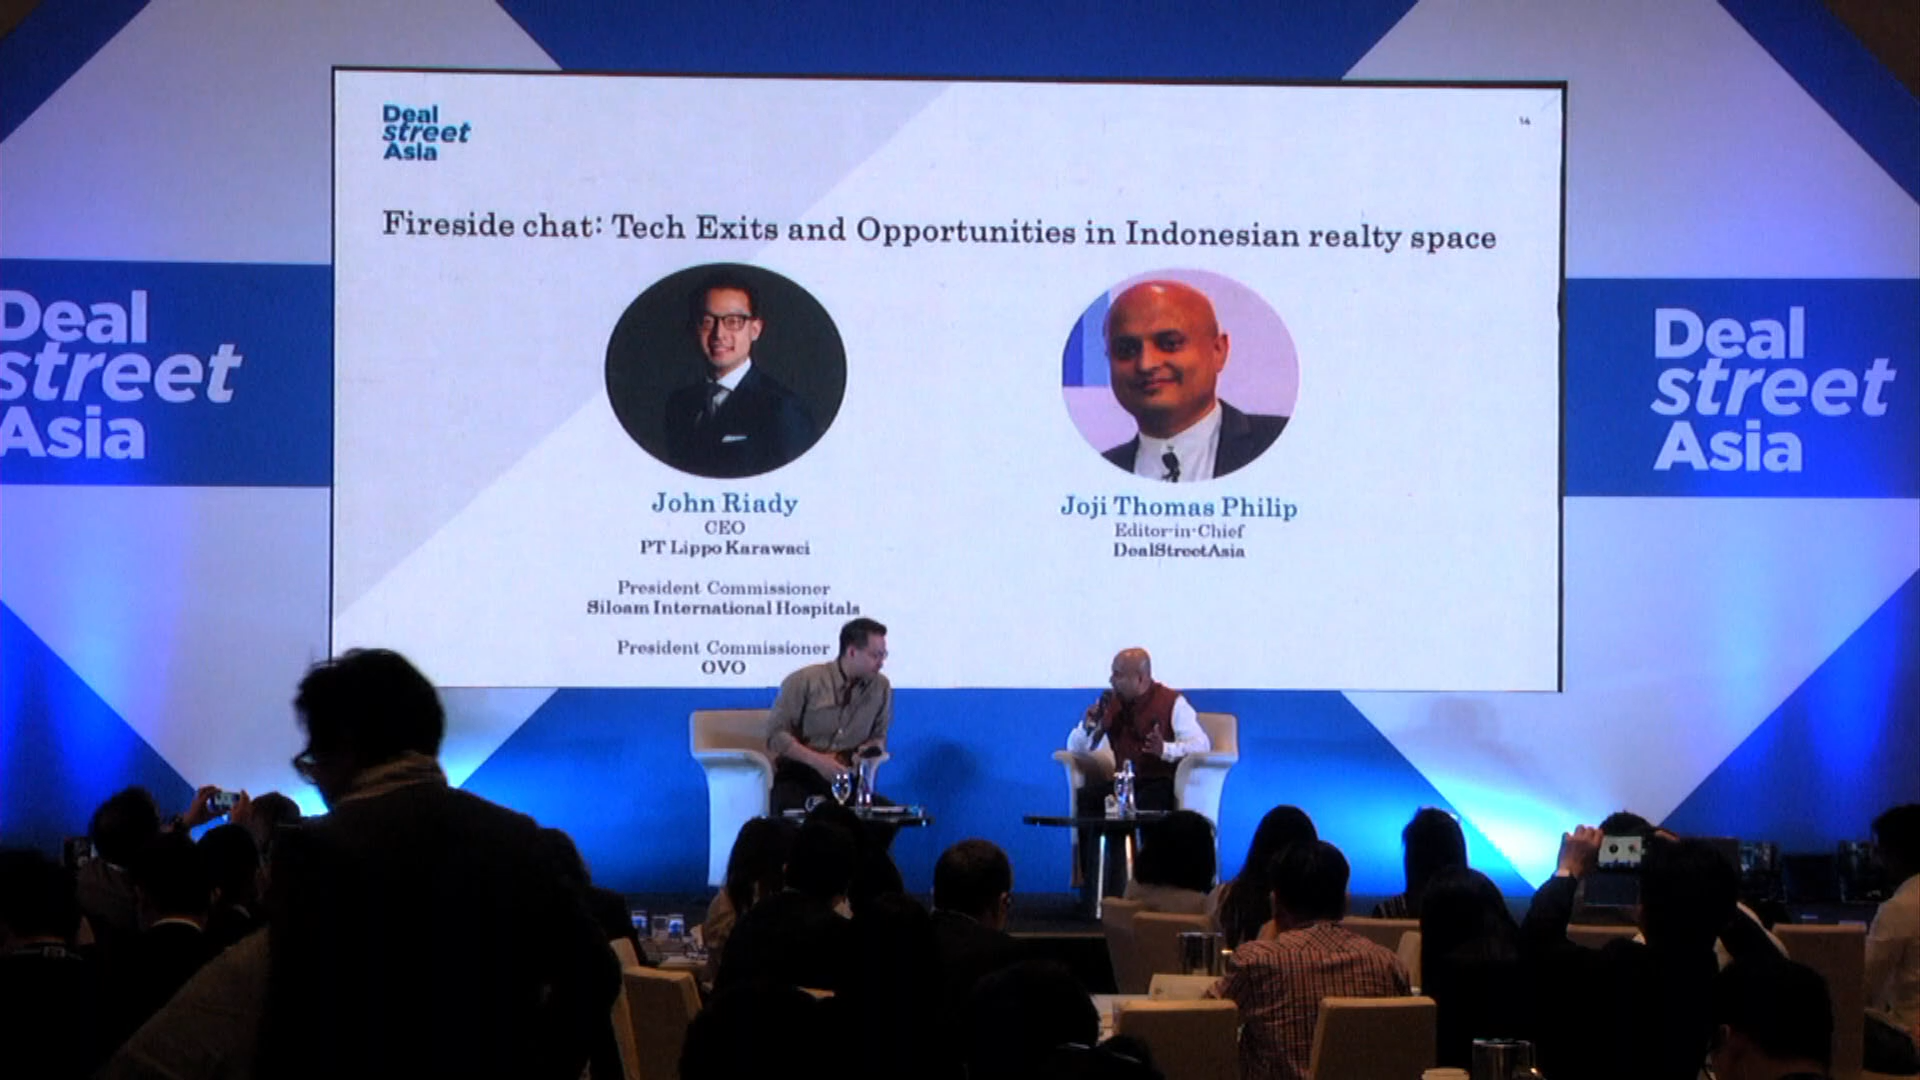 Deal
street
Asia
14
Fireside chat: Tech Exits and Opportunities in Indonesian realty space
John Riady
CEO
PT Lippo Karawaci
President Commissioner
Siloam International Hospitals
President Commissioner
OVO
Joji Thomas Philip
Editor-in-Chief
DealStreetAsia
Deal
street
Asia
Deal
street
Asia